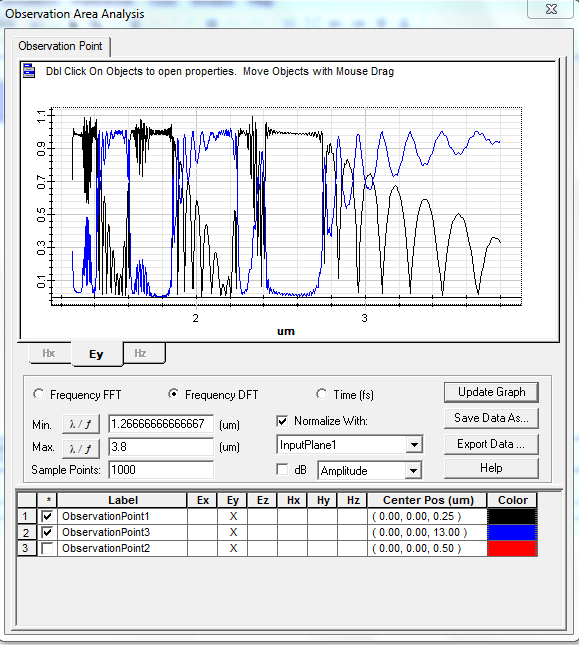 Observation Area Analysis
Observation Point
Dbl Click On Objects to open properties. Move Objects with Mouse Drag
1.1
0.9
0.7
0.5
0.3
0.1
2 3
um
Hx Ey Hz
Frequency FFT Frequency DFT Time (fs) Update Graph
Min. λ / f 1.26666666666667 (um) Normalize With: Save Data As...
Max. λ / f 3.8 (um) InputPlane1 Export Data ...
Sample Points: 1000 dB Amplitude Help
* Label Ex Ey Ez Hx Hy Hz Center Pos (um) Color
1 ObservationPoint1 X ( 0.00, 0.00, 0.25 )
2 ObservationPoint3 X ( 0.00, 0.00, 13.00 )
3 ObservationPoint2 X ( 0.00, 0.00, 0.50 )